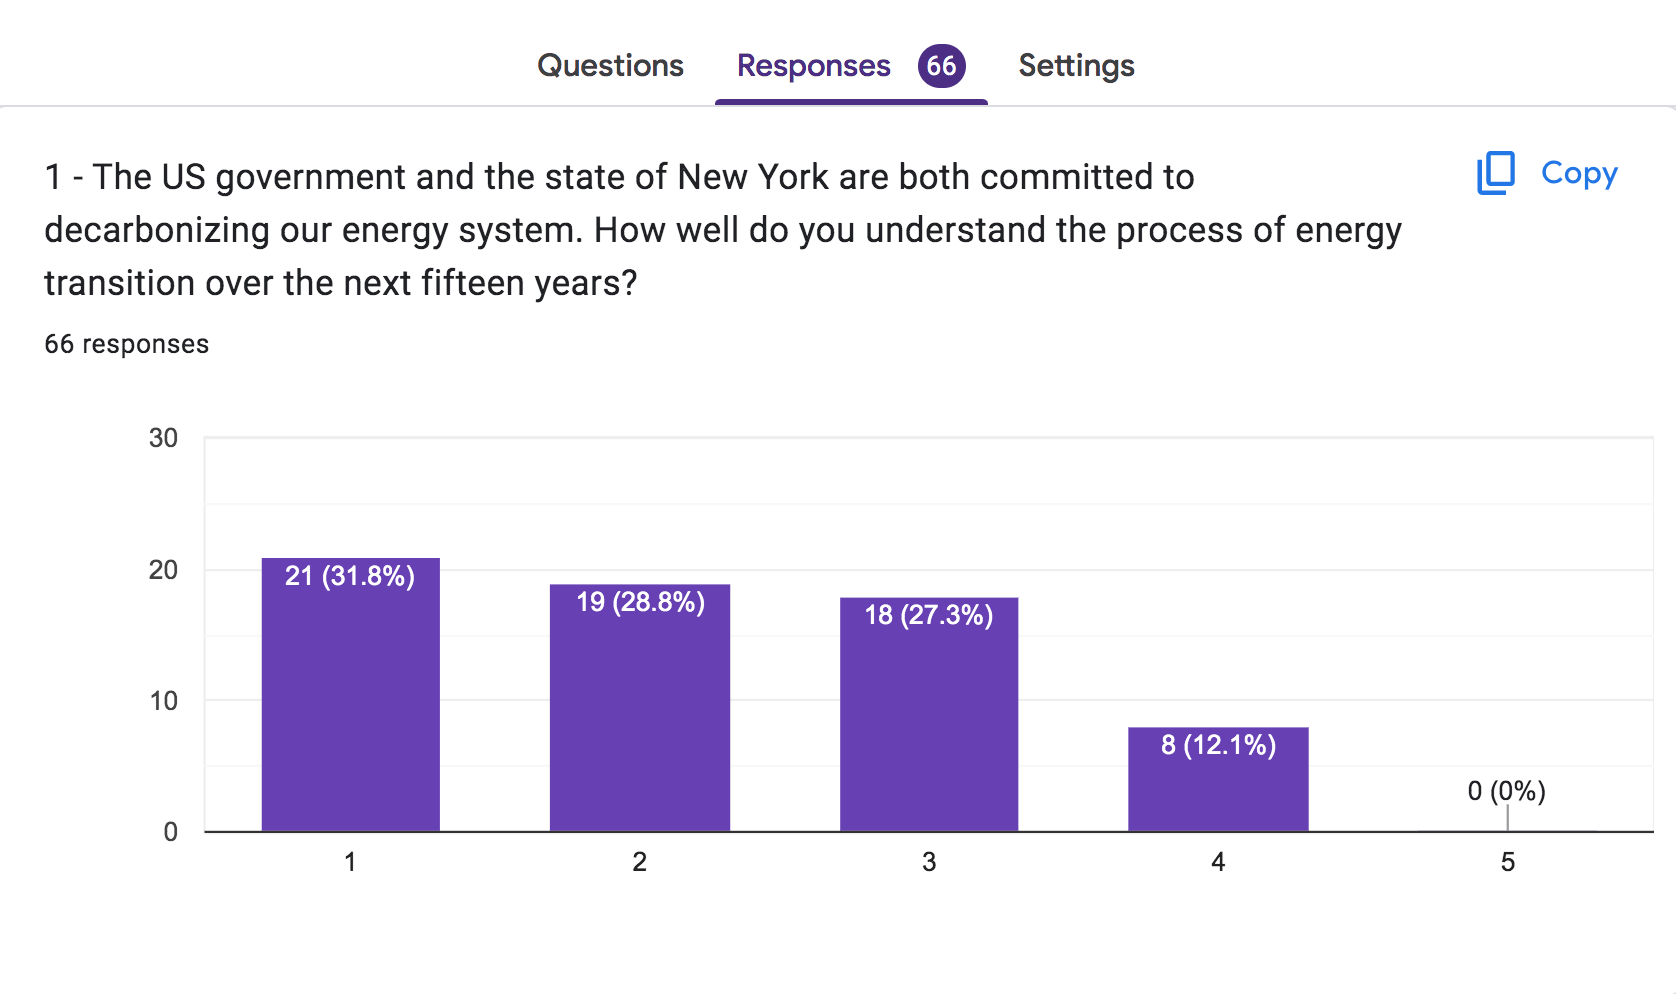 Questions Responses 66 Settings
1 - The US government and the state of New York are both committed to
decarbonizing our energy system. How well do you understand the process of energy
transition over the next fifteen years?
Copy
66 responses
30
20
10
0
21 (31.8%)
19 (28.8%)
18 (27.3%)
8 (12.1%)
0 (0%)
1 2 3 4 5